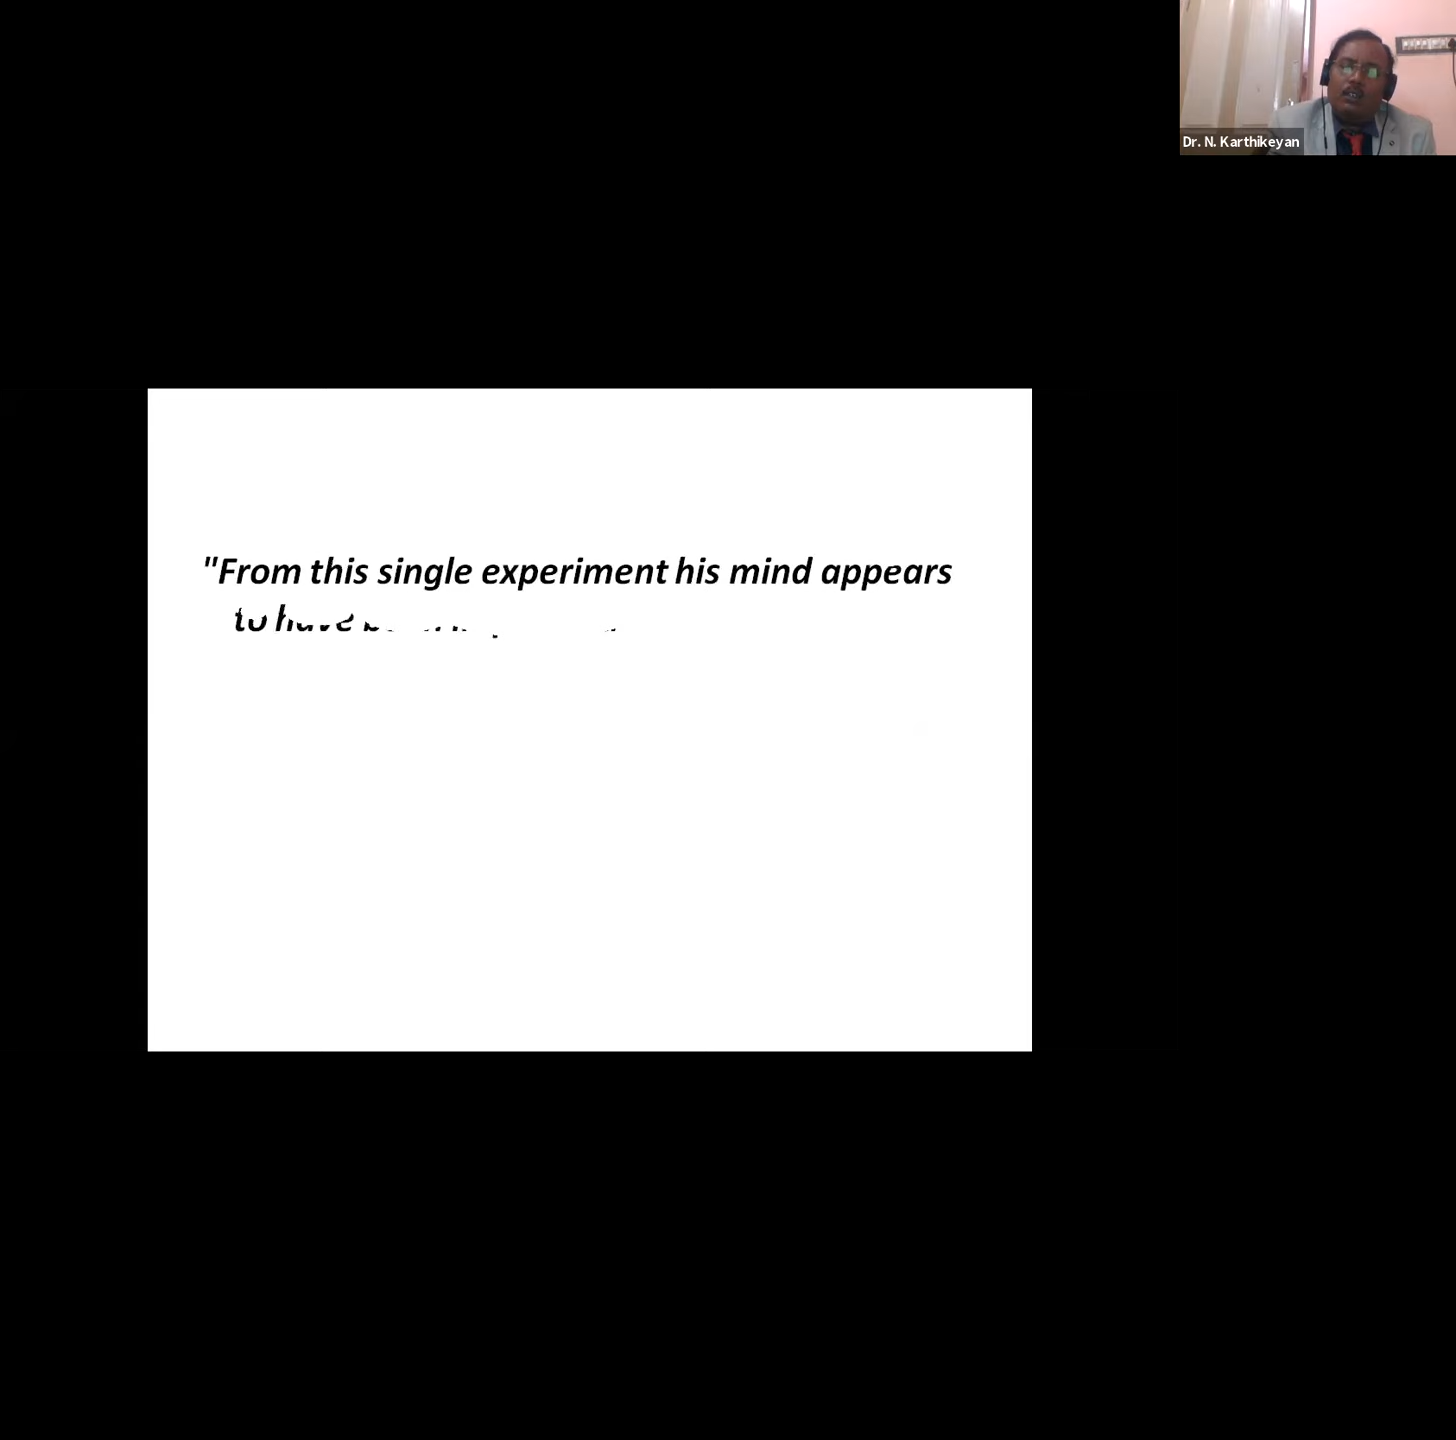 Dr. N. Karthikeyan
"From this single experiment his mind appears
to have